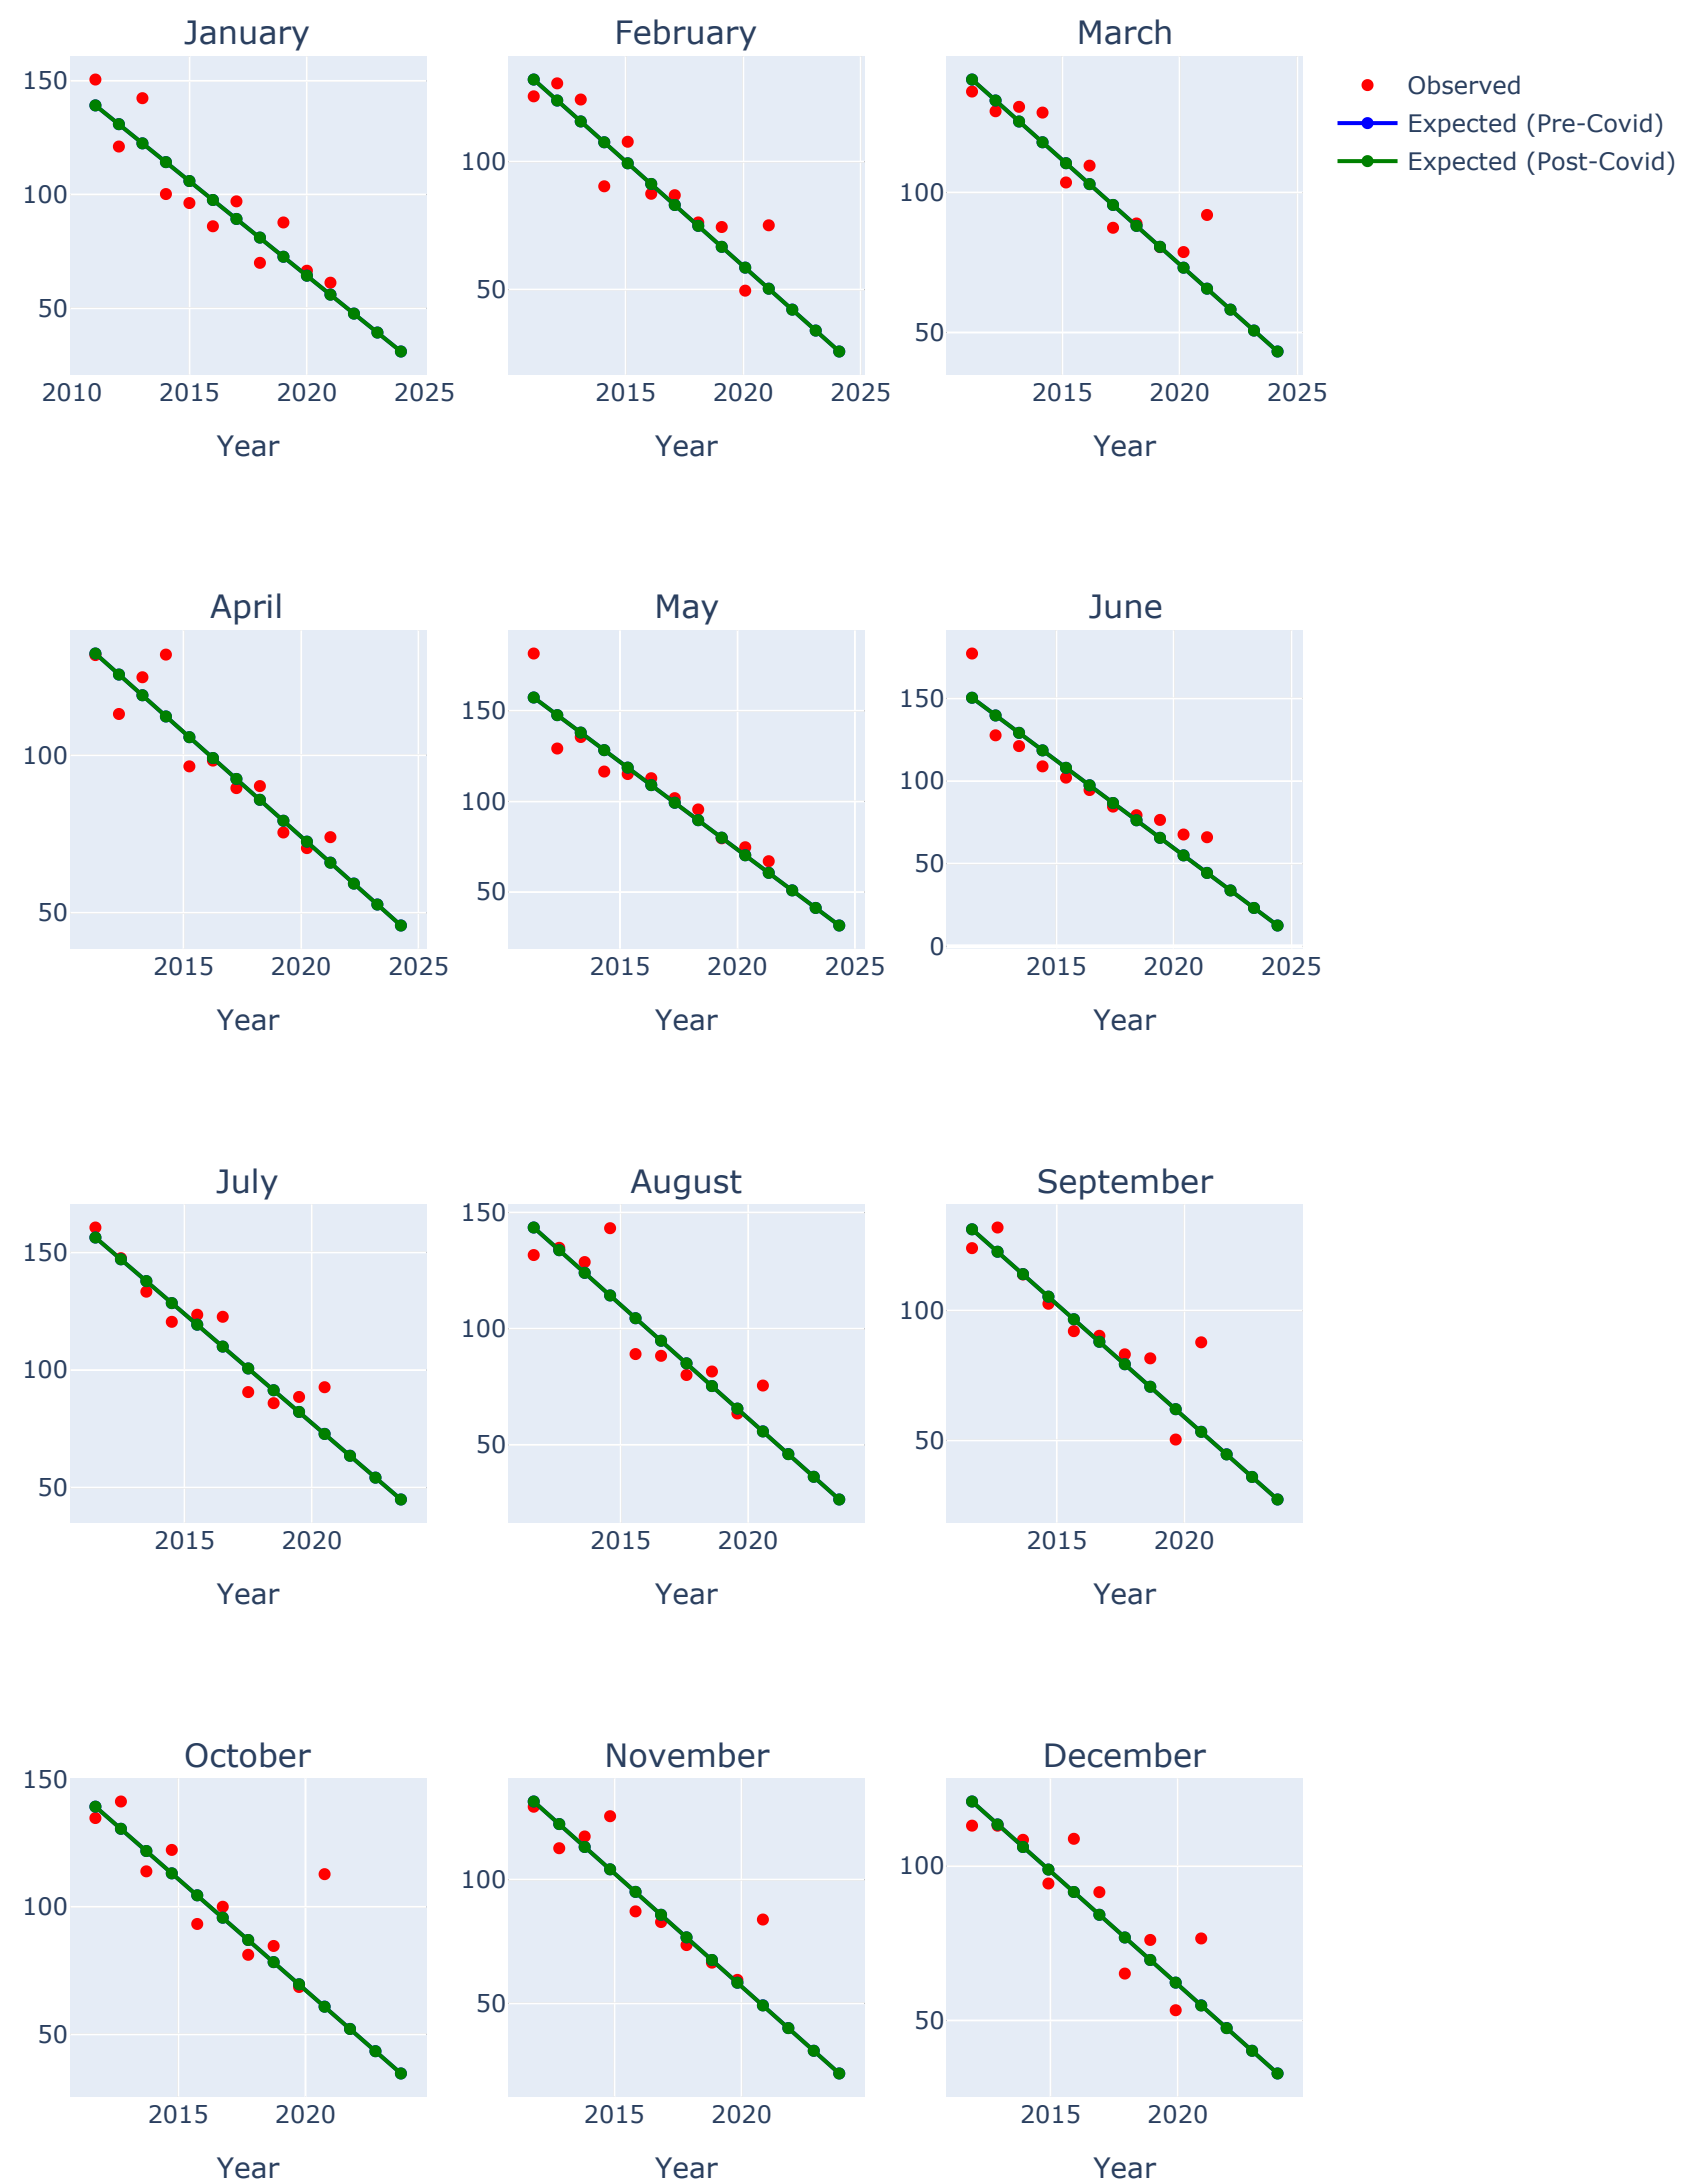 January February March
150
100
50
2010 2015 2020 2025
Year
100
50
2015 2020 2025
Year
100
50
2015 2020 2025
Year
Observed
Expected (Pre-Covid)
Expected (Post-Covid)
April May June
100
50
2015 2020 2025
Year
150
100
50
2015 2020 2025
Year
150
100
50
0
2015 2020 2025
Year
July August September
150
100
50
2015 2020
Year
150
100
50
2015 2020
Year
100
50
2015 2020
Year
October November December
150
100
50
2015 2020
Year
100
50
2015 2020
Year
100
50
2015 2020
Year